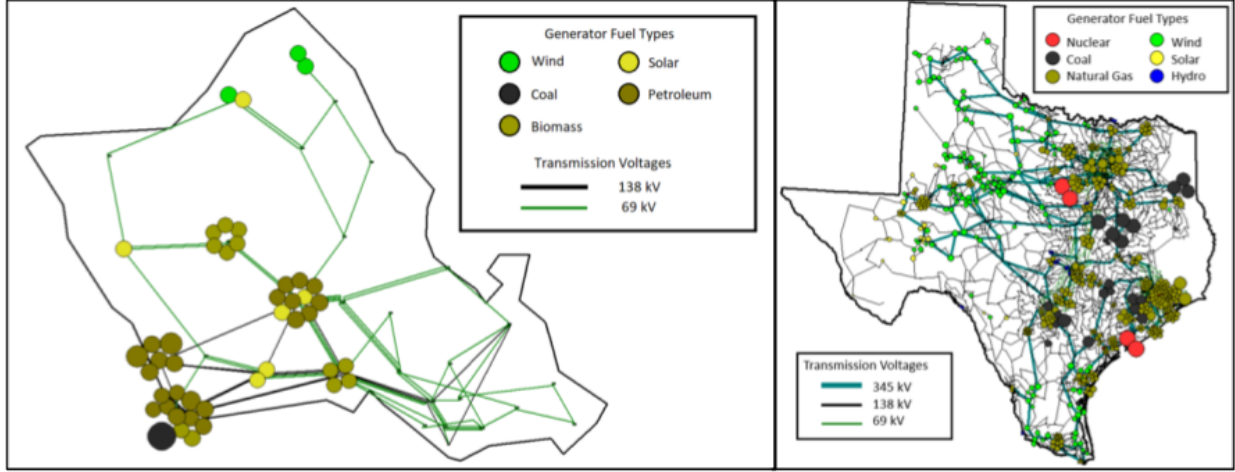 Generator Fuel Types
Wind Solar
Coal Petroleum
Biomass
Transmission Voltages
138 kV
69 kV
Generator Fuel Types
Nuclear Wind
Coal Solar
Natural Gas Hydro
Transmission Voltages
345 kV
138 kV
69 kV